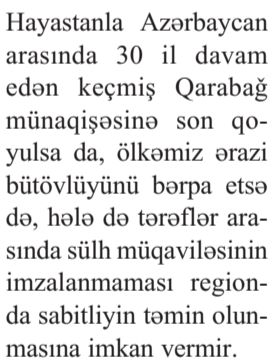 Hayastanla Azərbaycan
arasında 30 il davam
edən keçmiş Qarabağ
münaqişəsinə son qo-
yulsa da, ölkəmiz ərazi
bütövlüyünü bərpa etsə
də, hələ də tərəflər ara-
sında sülh müqaviləsinin
imzalanmaması region-
da sabitliyin təmin olun-
masına imkan vermir.